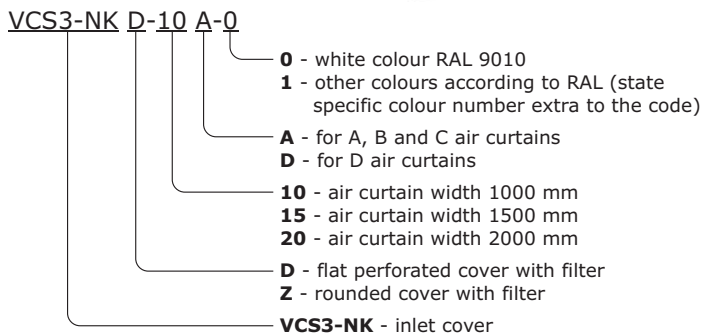 VCS3-NK D-10 A-0
0 - white colour RAL 9010
1 - other colours according to RAL (state
specific colour number extra to the code)
A - for A, B and C air curtains
D - for D air curtains
10 - air curtain width 1000 mm
15 - air curtain width 1500 mm
20 - air curtain width 2000 mm
D - flat perforated cover with filter
Z - rounded cover with filter
VCS3-NK - inlet cover